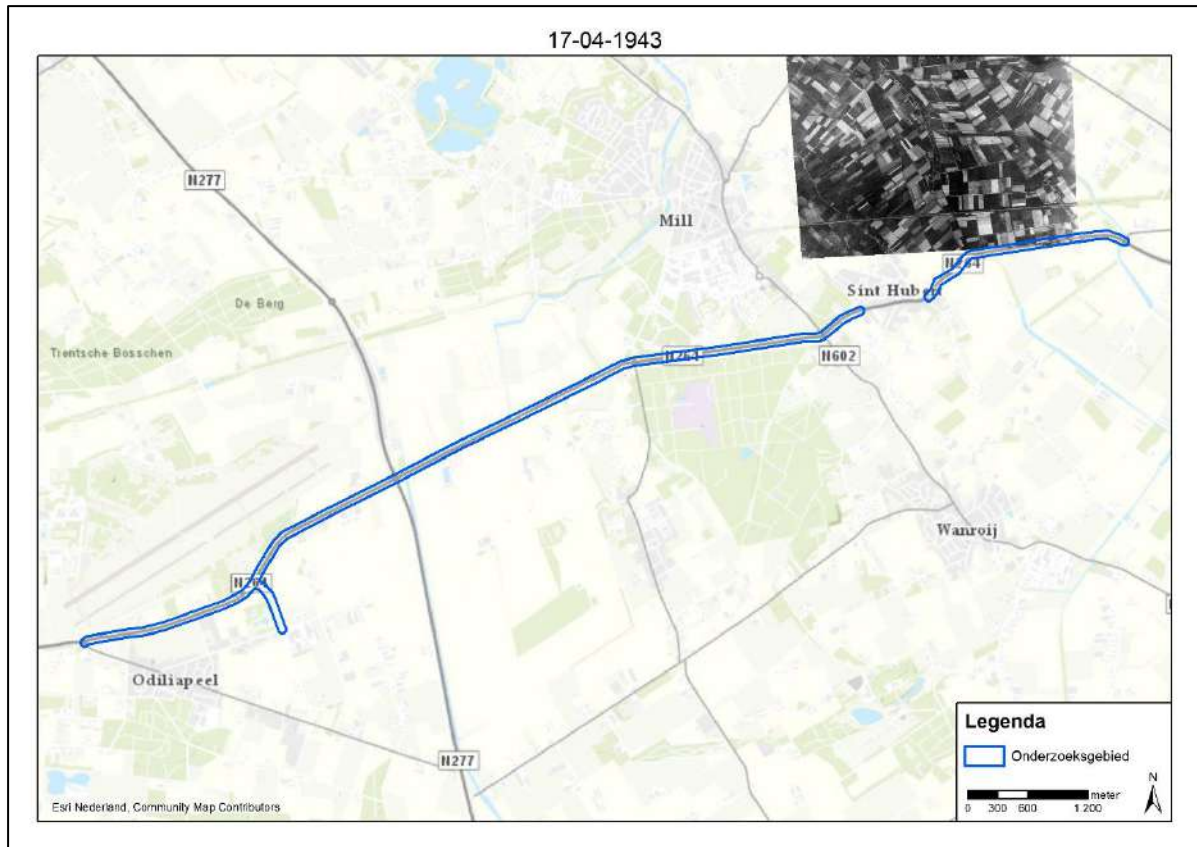 17-04-1943
N277
Mill
De Berg
Sint Hubert
Trentsche Bosschen
N264
N602
Wanroij
N264
Odiliapeel
N277
Legenda
Onderzoeksgebied
N
meter
0 300 600 1.200
Esri Nederland, Community Map Contributors